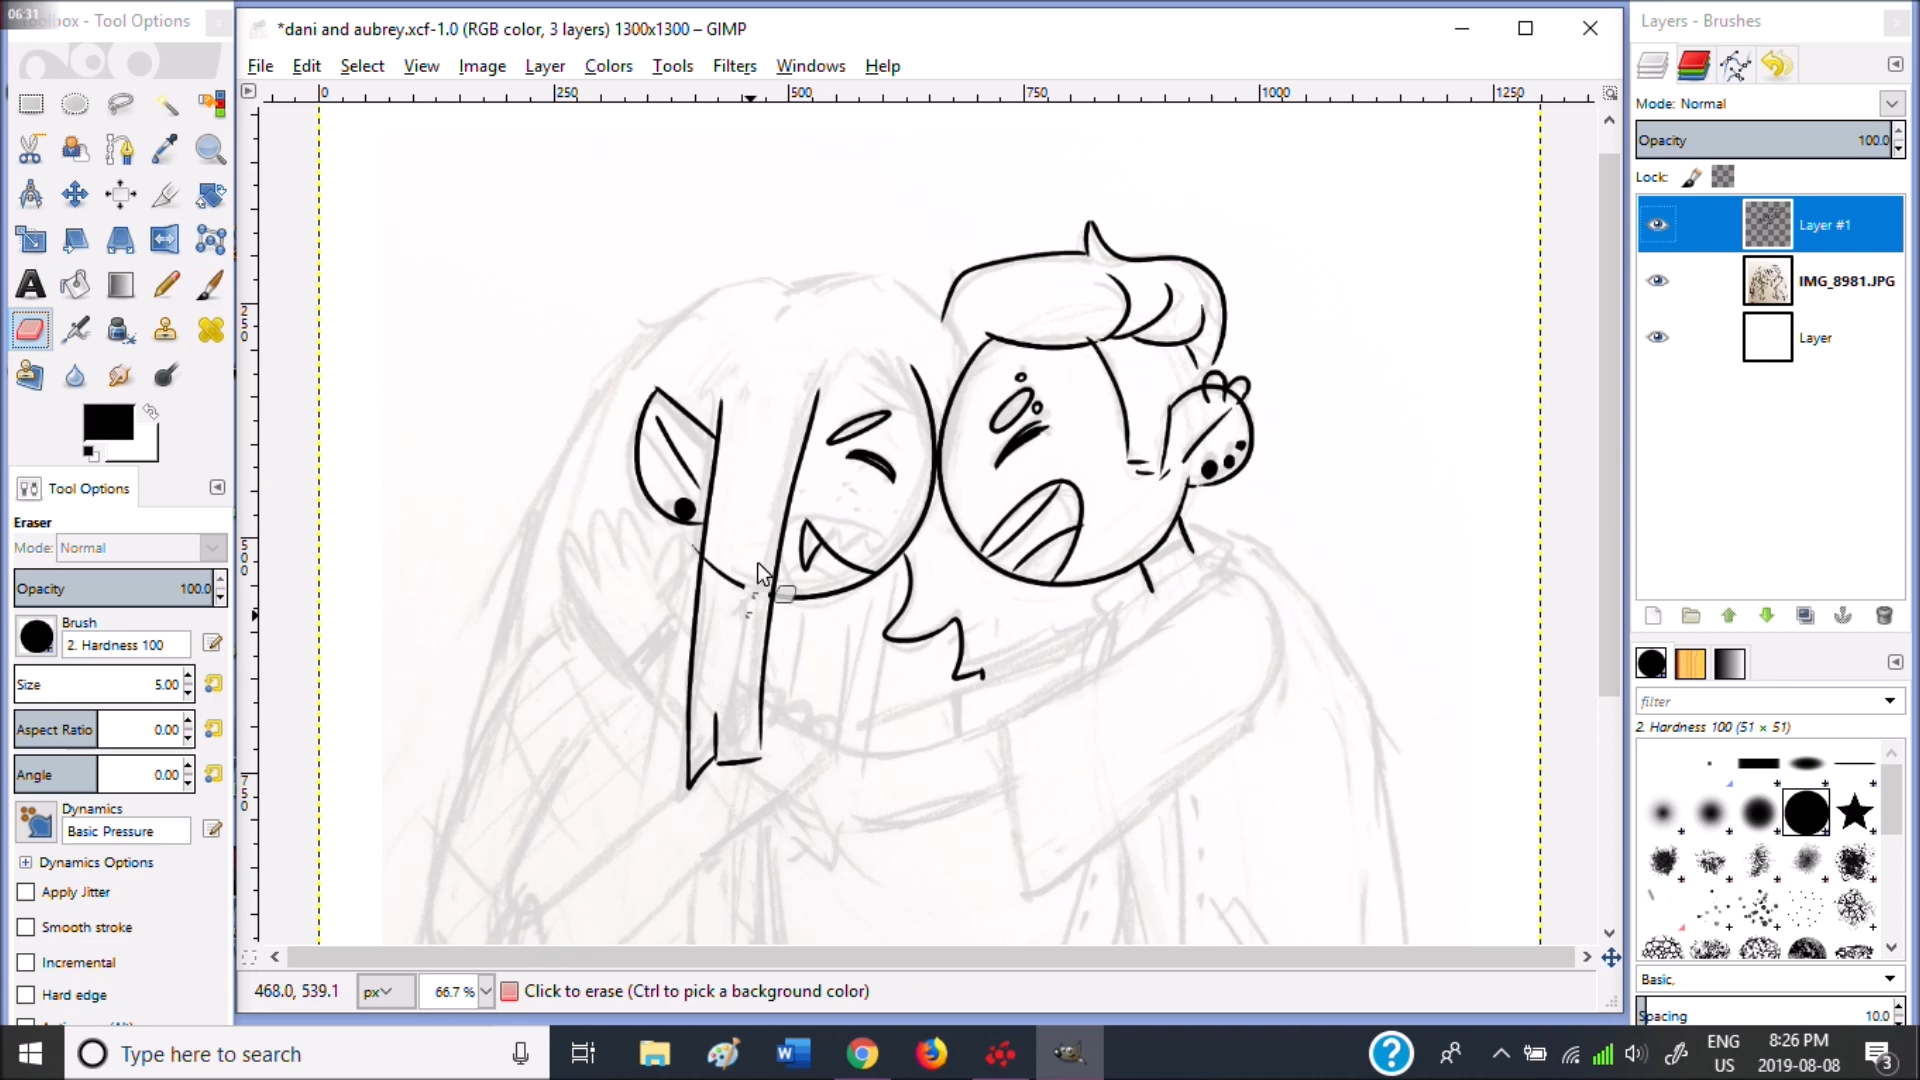 06:31
oolbox - Tool Options
*dani and aubrey.xcf-1.0 (RGB color, 3 layers) 1300x1300 – GIMP
Layers - Brushes
File Edit Select View Image Layer Colors Tools Filters Windows Help
0 250 500 750 1000 1250
250
500
750
Mode: Normal
Opacity 100.0
Lock:
Layer #1
IMG_8981.JPG
Layer
Tool Options
Eraser
Mode: Normal
Opacity 100.0
Brush
2. Hardness 100
Size 5.00
Aspect Ratio 0.00
Angle 0.00
Dynamics
Basic Pressure
Dynamics Options
Apply Jitter
Smooth stroke
Incremental
Hard edge
filter
2. Hardness 100 (51 × 51)
Basic,
Spacing 10.0
468.0, 539.1 px 66.7 % Click to erase (Ctrl to pick a background color)
Type here to search
ENG
US
8:26 PM
2019-08-08
3